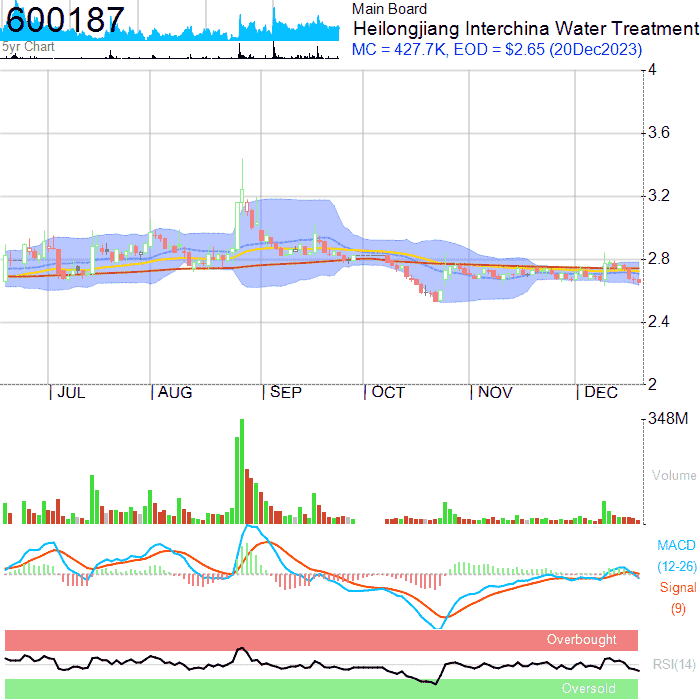 600187
5yr Chart
Main Board
Heilongjiang Interchina Water Treatment
MC = 427.7K, EOD = $2.65 (20Dec2023)
4
3.6
3.2
2.8
2.4
2
JUL AUG SEP OCT NOV DEC
348M
Volume
MACD
(12-26)
Signal
(9)
Overbought
RSI(14)
Oversold